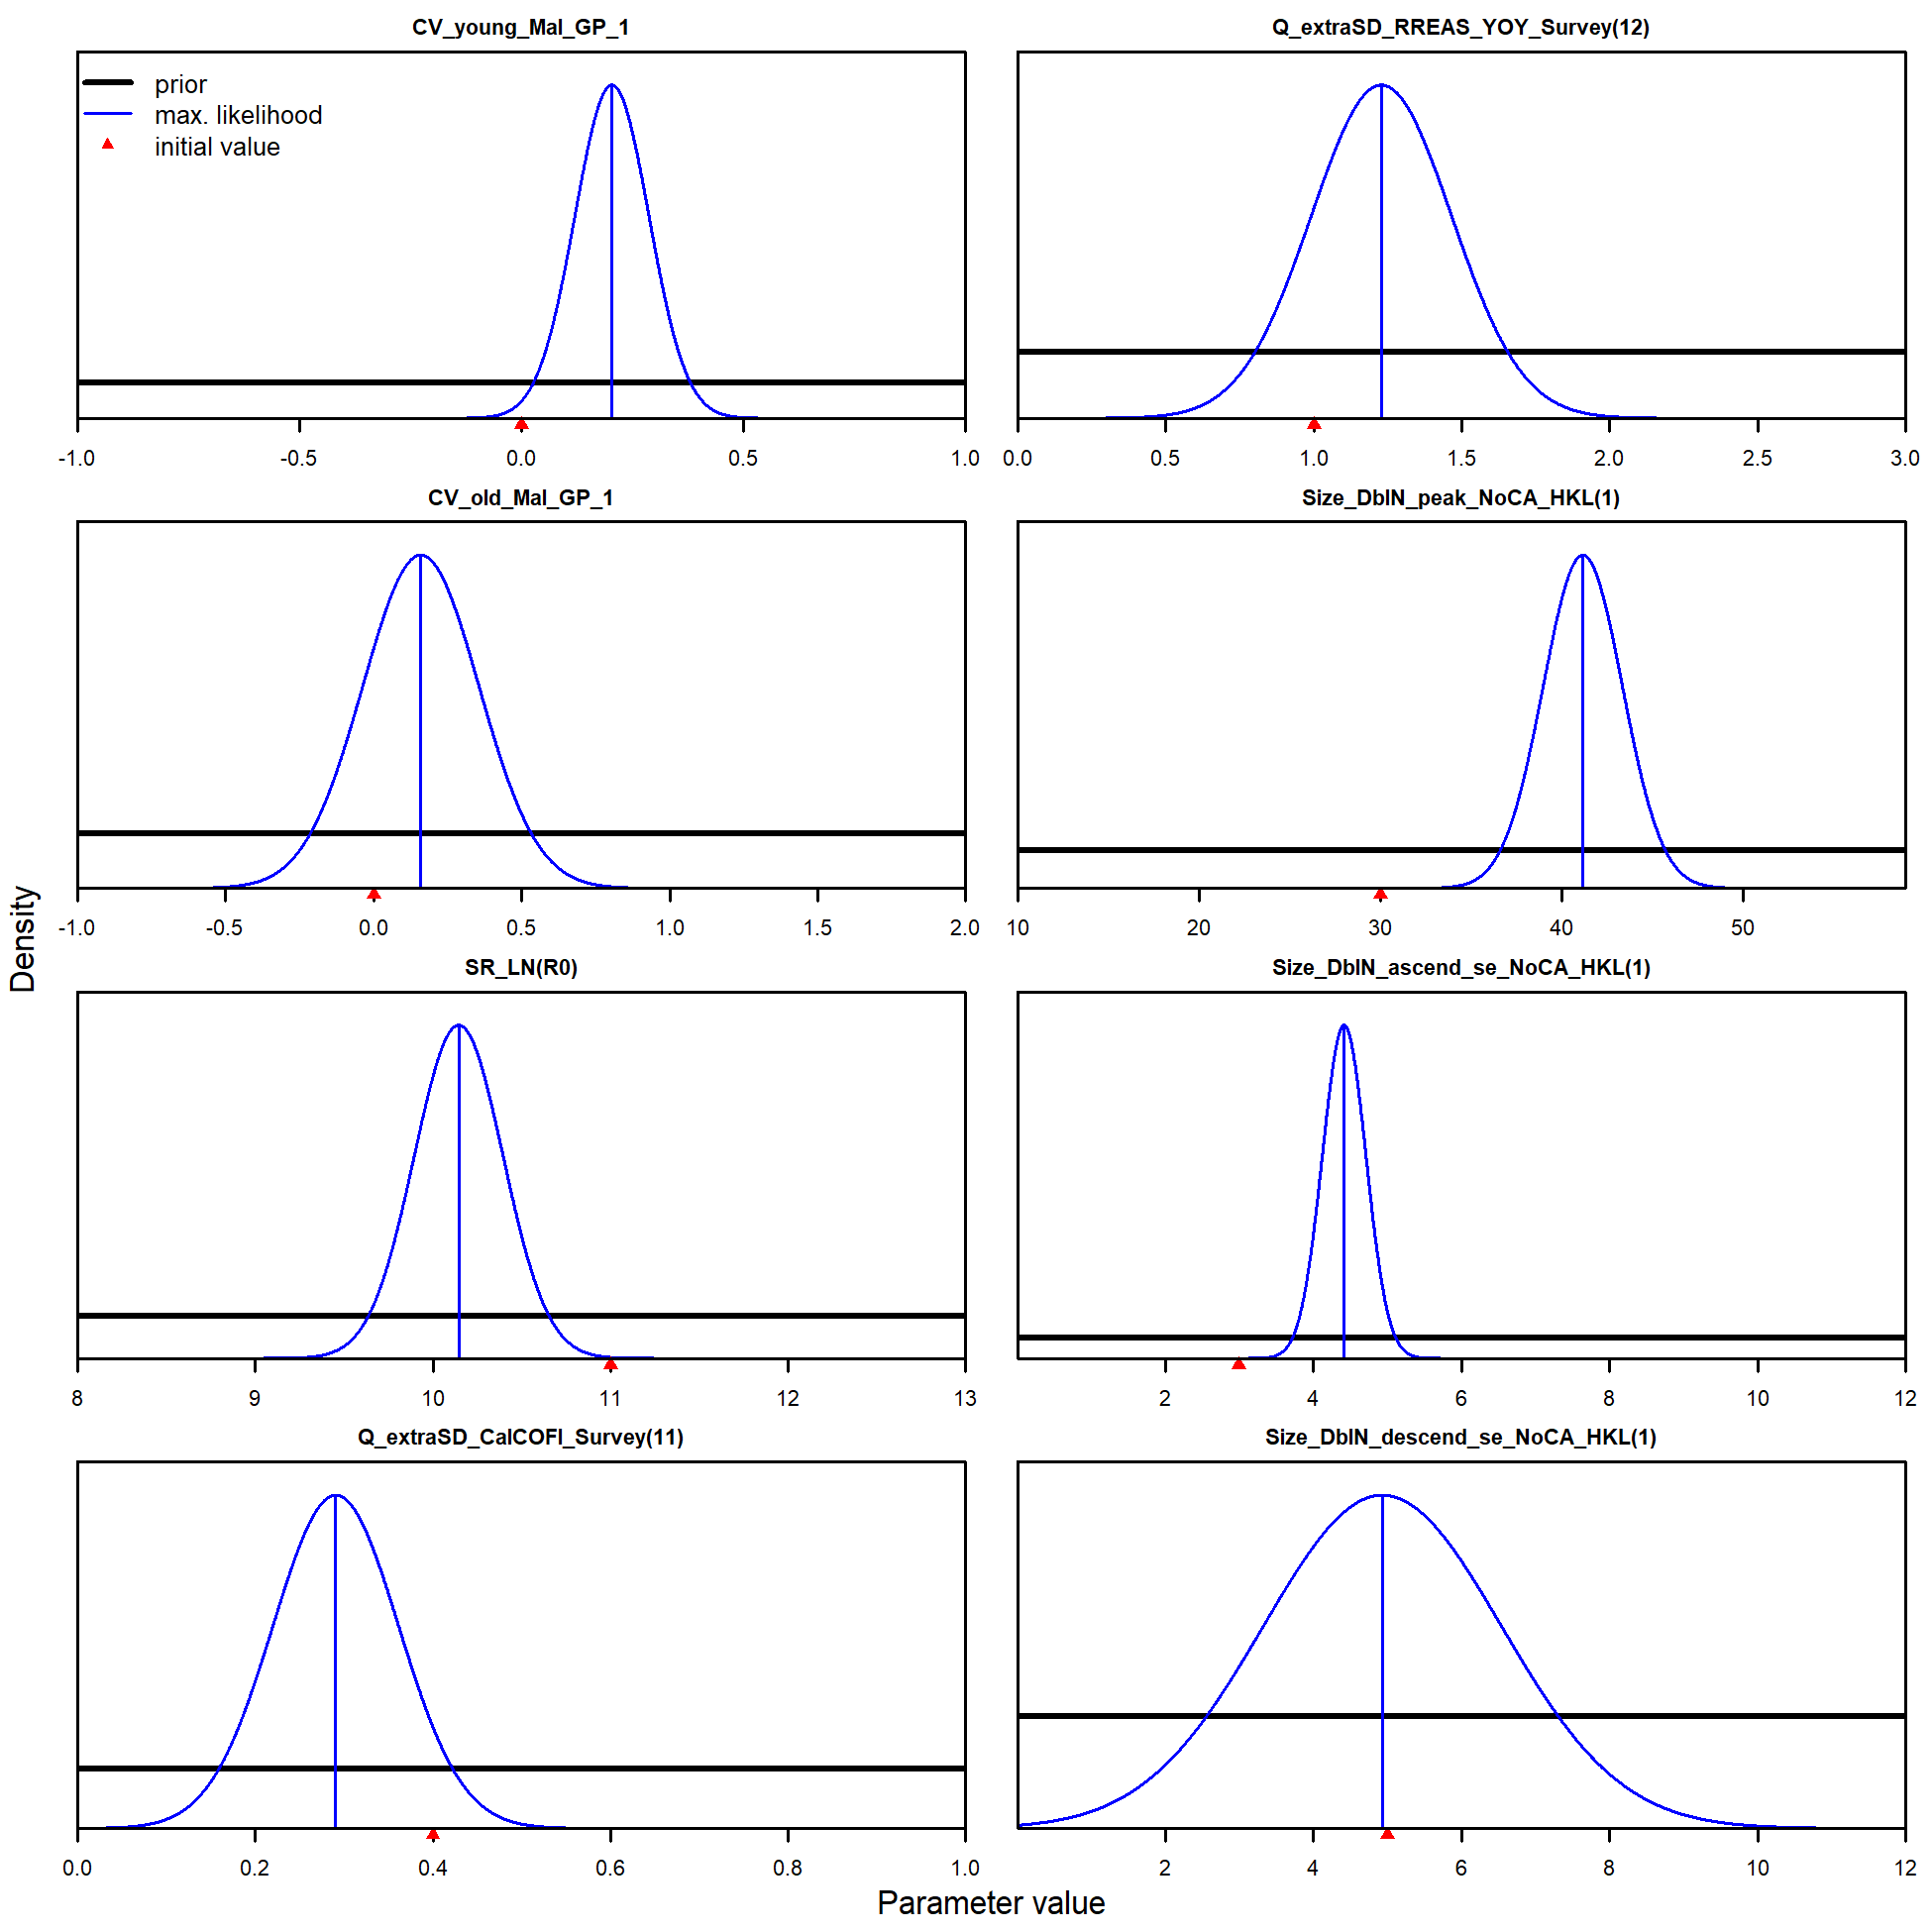 CV_young_Mal_GP_1
prior
max. likelihood
initial value
-1.0 -0.5 0.0 0.5 1.0
Q_extraSD_RREAS_YOY_Survey(12)
0.0 0.5 1.0 1.5 2.0 2.5 3.0
CV_old_Mal_GP_1
-1.0 -0.5 0.0 0.5 1.0 1.5 2.0
Size_DblN_peak_NoCA_HKL(1)
10 20 30 40 50
SR_LN(R0)
8 9 10 11 12 13
Size_DblN_ascend_se_NoCA_HKL(1)
2 4 6 8 10 12
Q_extraSD_CalCOFI_Survey(11)
0.0 0.2 0.4 0.6 0.8 1.0
Size_DblN_descend_se_NoCA_HKL(1)
2 4 6 8 10 12
Density
Parameter value